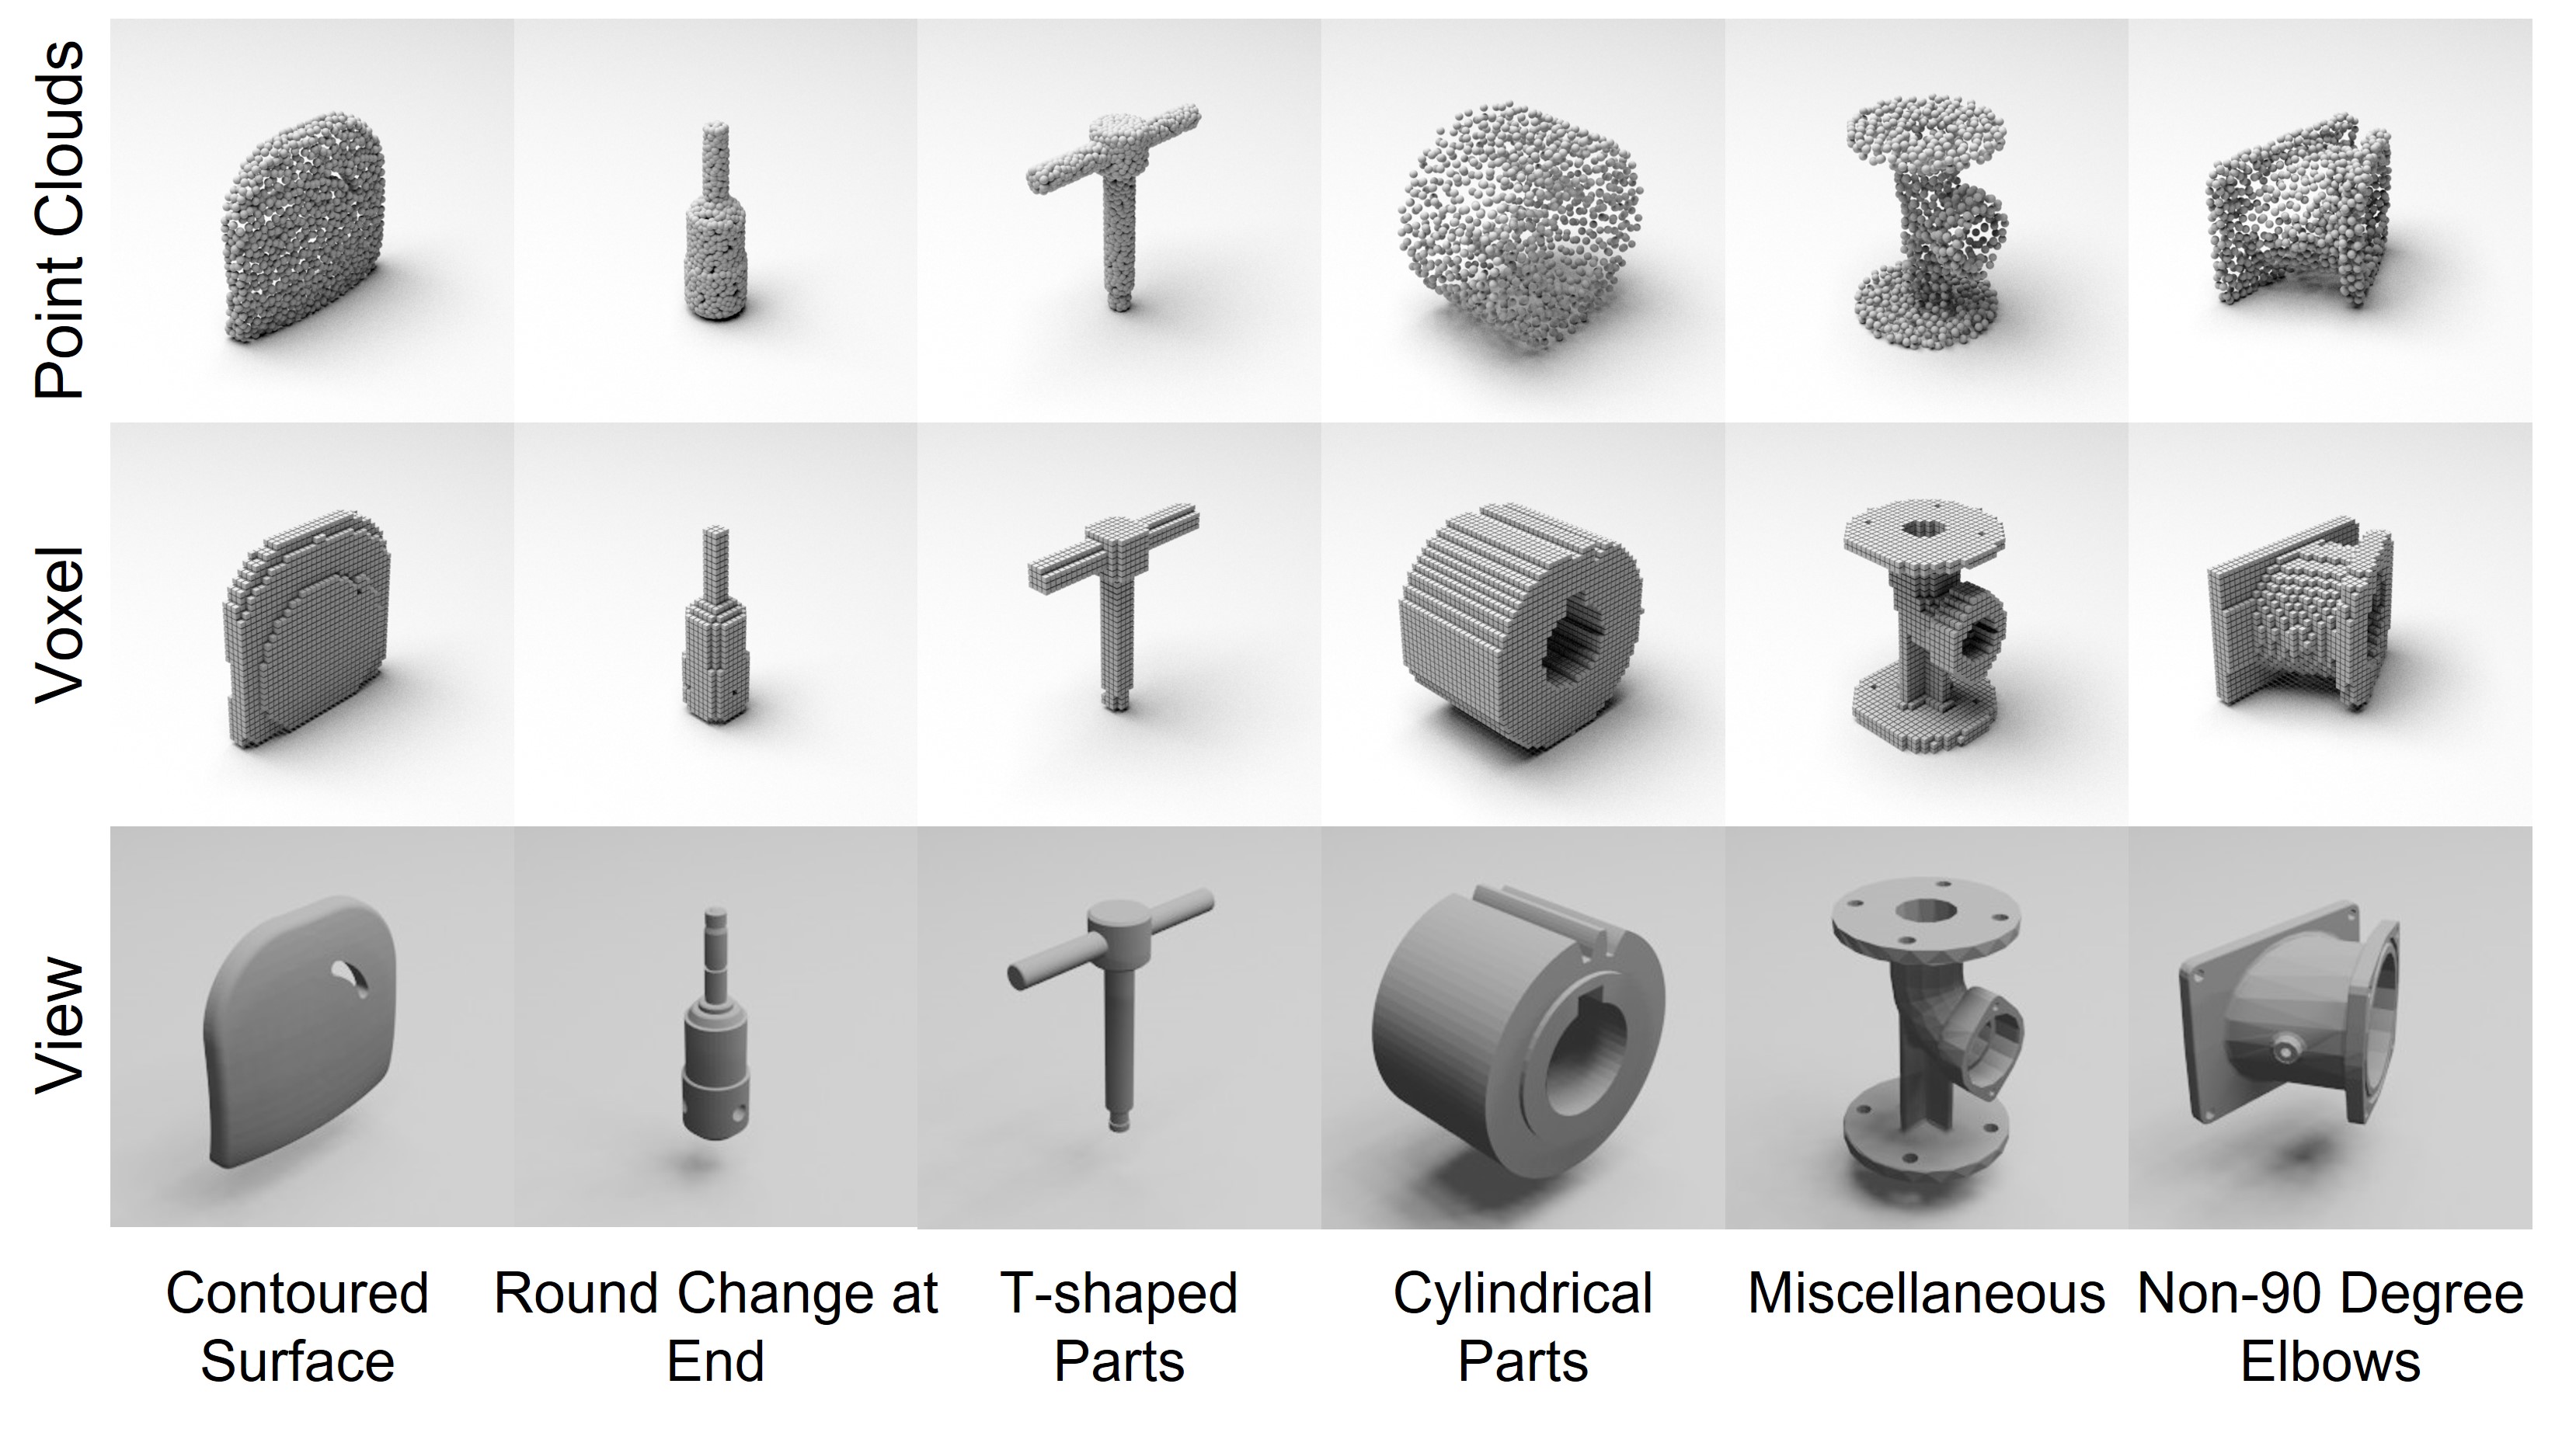 Point Clouds
Voxel
View
Contoured
Surface
Round Change at
End
T-shaped
Parts
Cylindrical
Parts
Miscellaneous
Non-90 Degree
Elbows